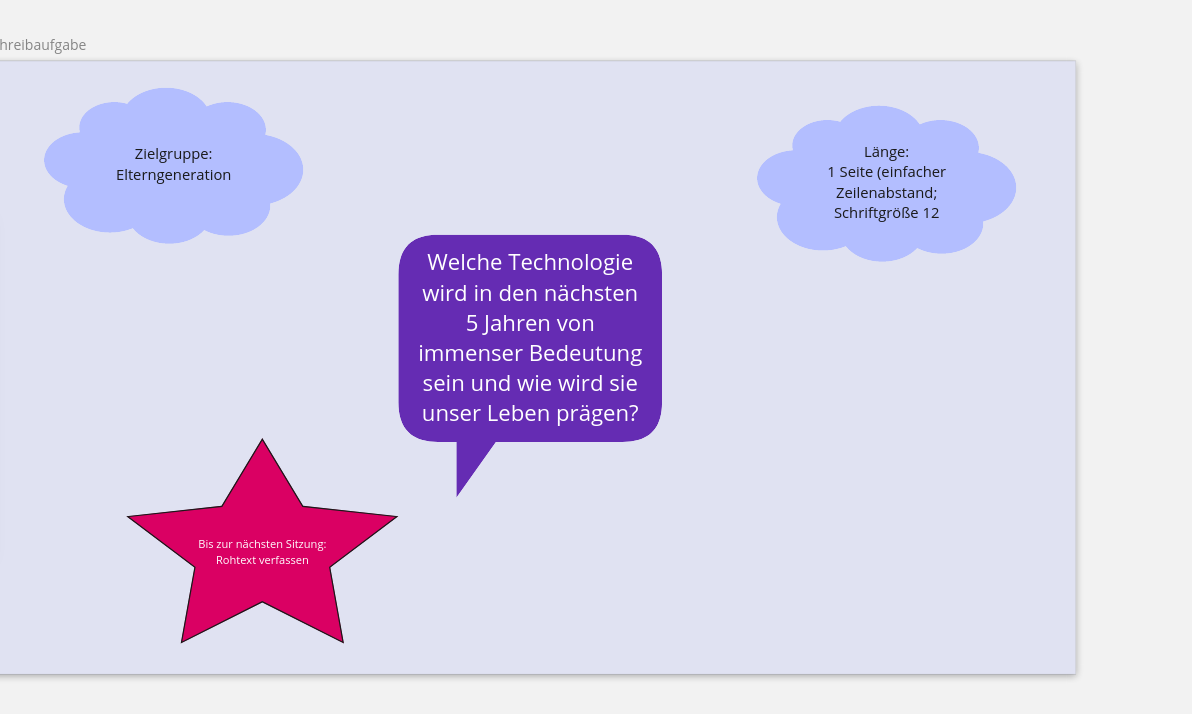 hreibaufgabe
Zielgruppe:
Elterngeneration
Länge:
1 Seite (einfacher
Zeilenabstand;
Schriftgröße 12
Welche Technologie
wird in den nächsten
5 Jahren von
immenser Bedeutung
sein und wie wird sie
unser Leben prägen?
Bis zur nächsten Sitzung:
Rohtext verfassen